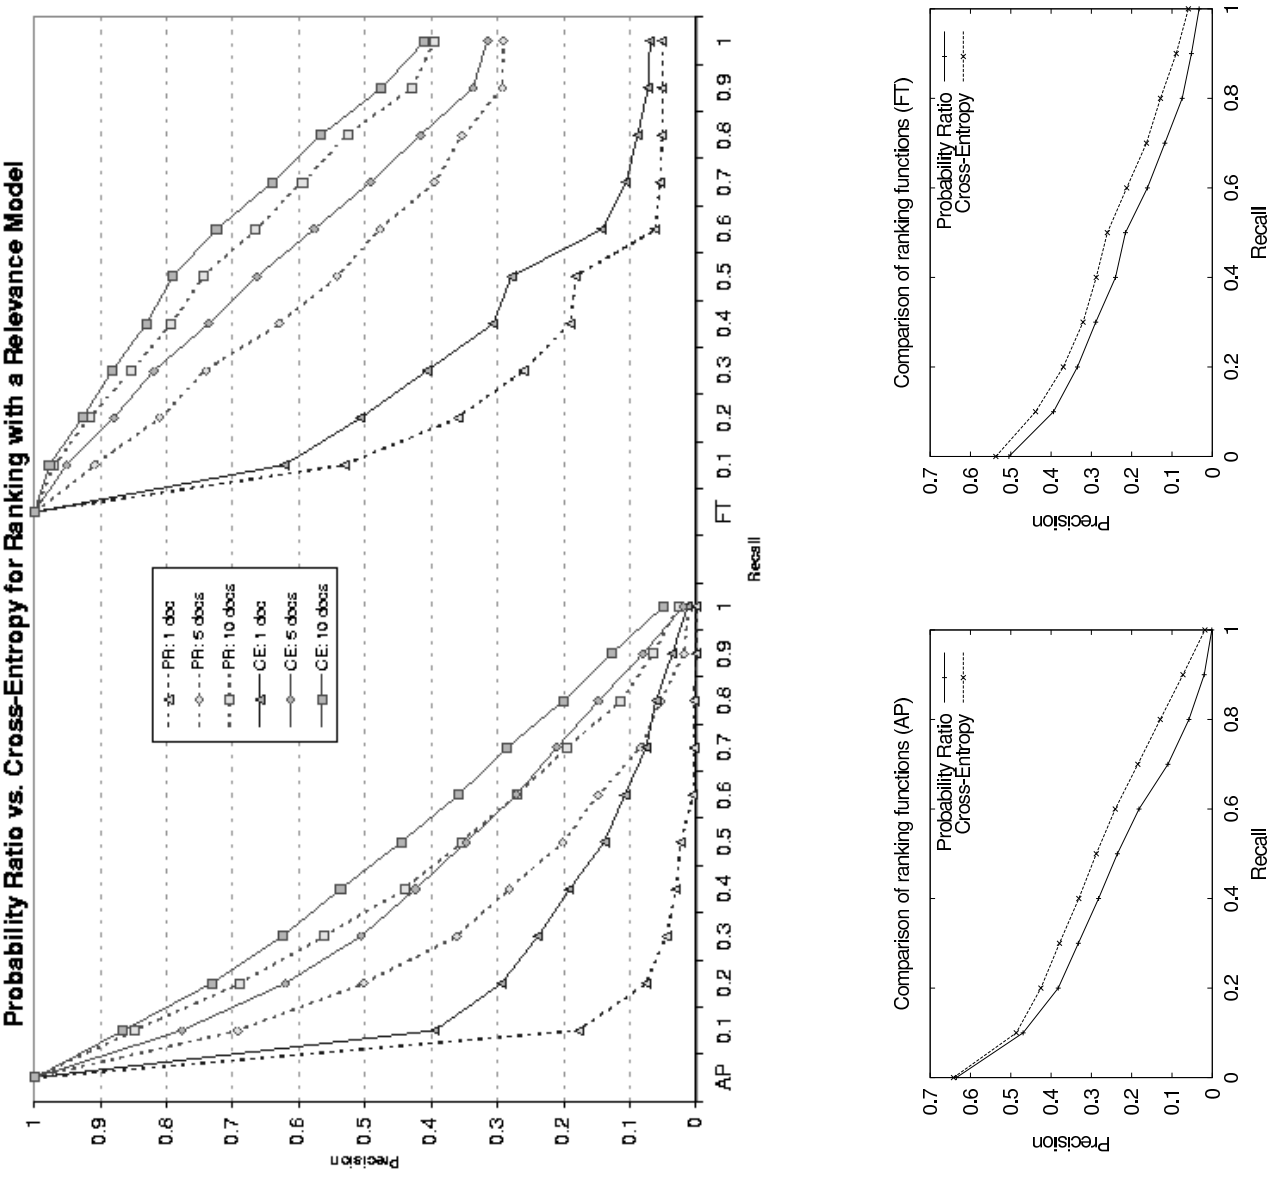 Probability Ratio vs. Cross-Entropy for Ranking with a Relevance Model
1
0.9
0.8
0.7
0.6
0.5
0.4
0.3
0.2
0.1
0
Precision
AP 0.1 0.2 0.3 0.4 0.5 0.6 0.7 0.8 0.9 1 FT 0.1 0.2 0.3 0.4 0.5 0.6 0.7 0.8 0.9 1
Recall
PR: 1 doc
PR: 5 docs
PR: 10 docs
CE: 1 doc
CE: 5 docs
CE: 10 docs
Comparison of ranking functions (AP)
Probability Ratio
Cross-Entropy
0.7
0.6
0.5
0.4
0.3
0.2
0.1
0
Precision
0 0.2 0.4 0.6 0.8 1
Recall
Comparison of ranking functions (FT)
Probability Ratio
Cross-Entropy
0.7
0.6
0.5
0.4
0.3
0.2
0.1
0
Precision
0 0.2 0.4 0.6 0.8 1
Recall